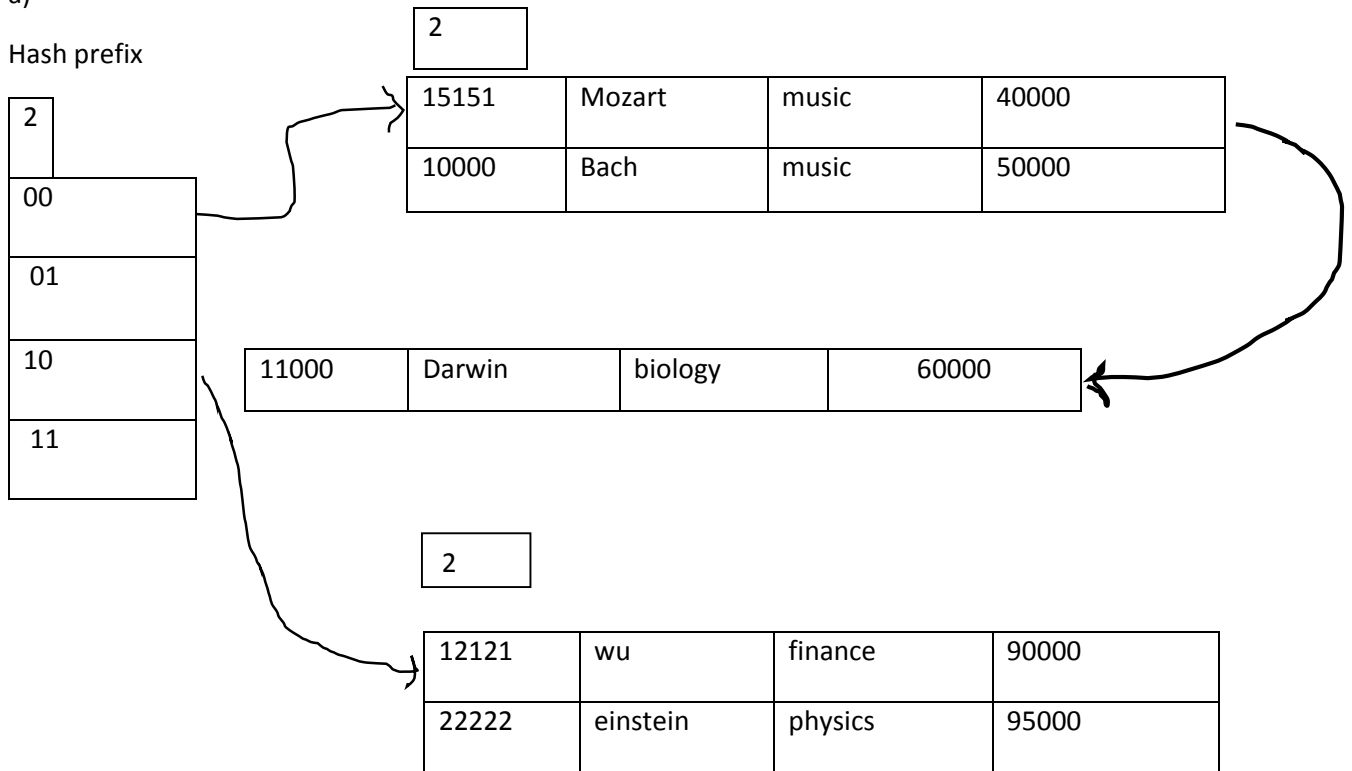 Hash prefix
2
00
01
10
11
2
15151 Mozart music 40000
10000 Bach music 50000
11000 Darwin biology 60000
2
12121 wu finance 90000
22222 einstein physics 95000